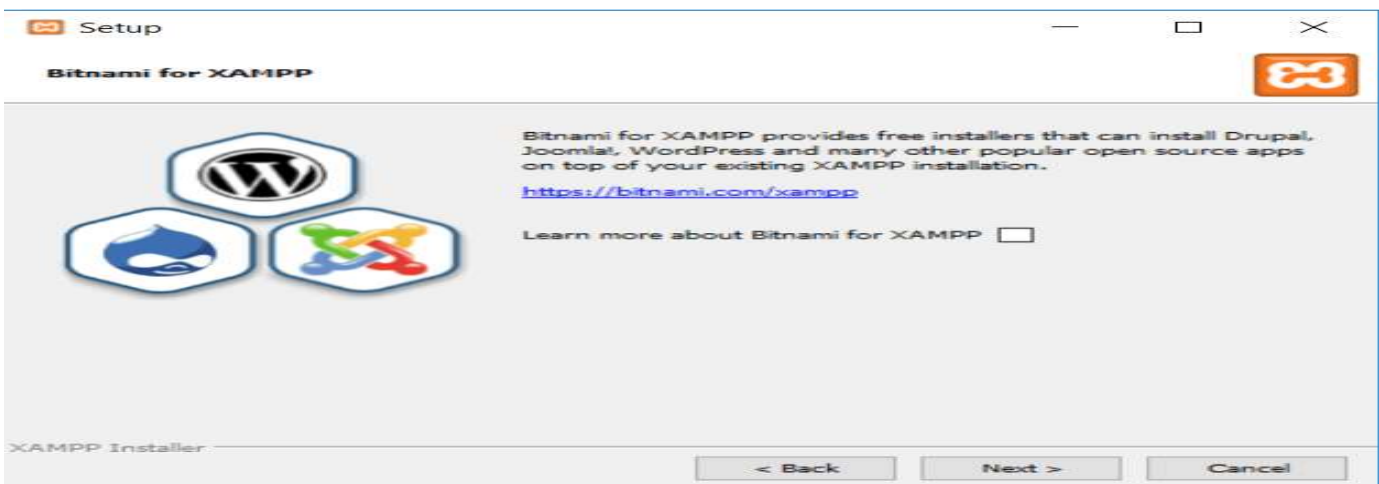 Setup
Bitnami for XAMPP
Bitnami for XAMPP provides free installers that can install Drupal,
Joomla!, WordPress and many other popular open source apps
on top of your existing XAMPP installation.
https://bitnami.com/xampp
Learn more about Bitnami for XAMPP
XAMPP Installer
< Back
Next >
Cancel